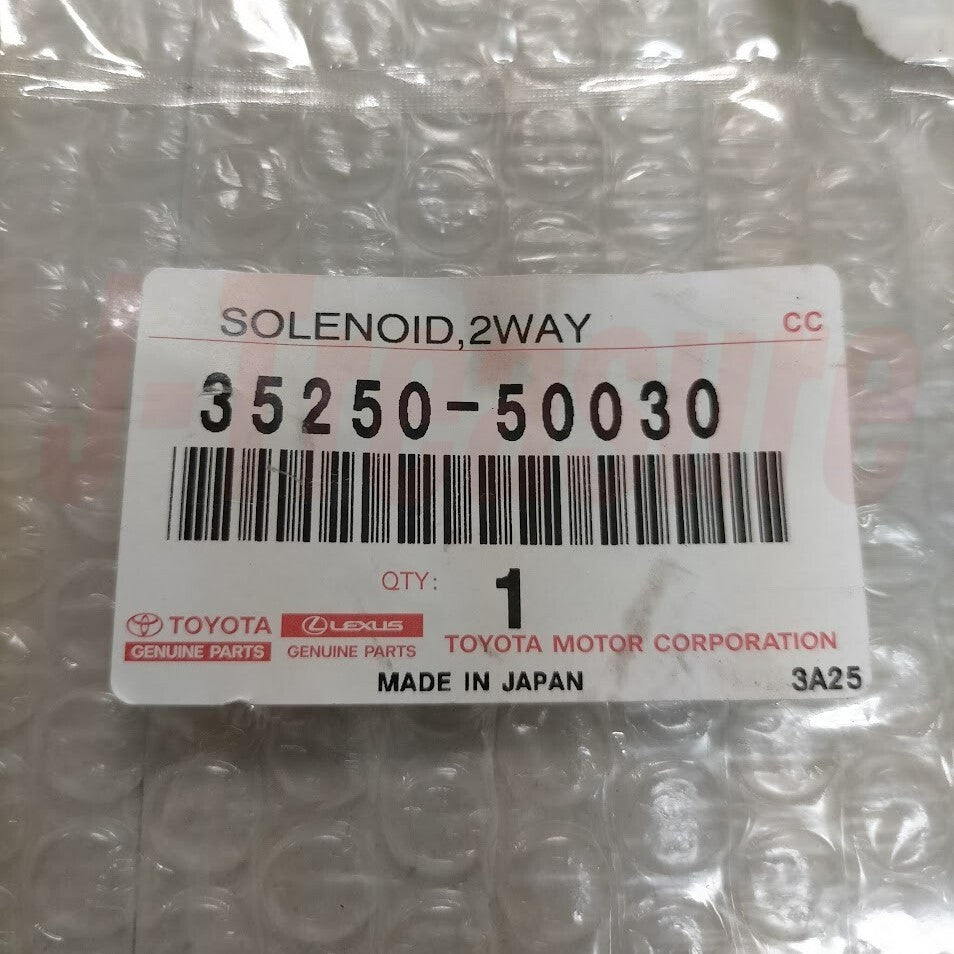 SOLENOID,2WAY CC
35250-50030
QTY: 1
TOYOTA LEXUS
GENUINE PARTS GENUINE PARTS TOYOTA MOTOR CORPORATION
MADE IN JAPAN 3A25